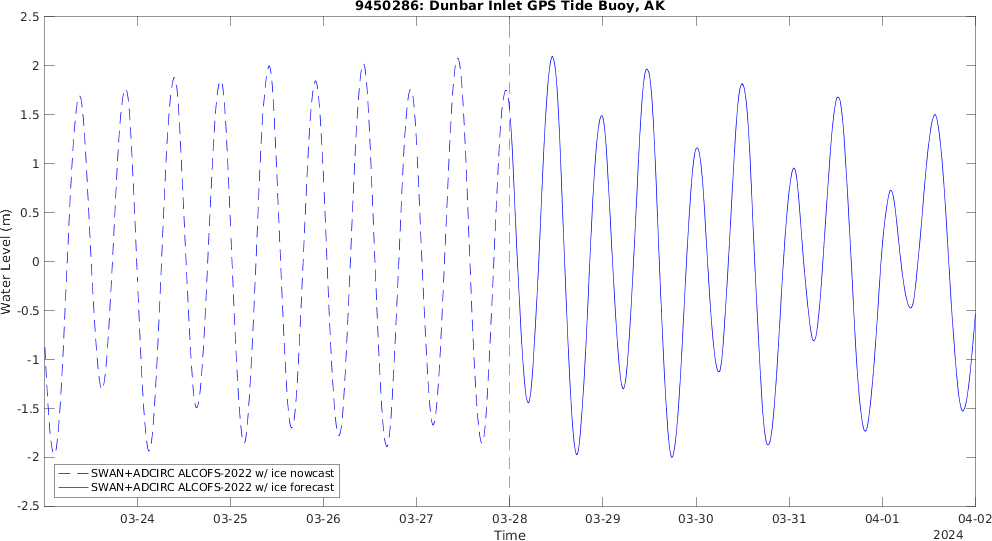 9450286: Dunbar Inlet GPS Tide Buoy, AK
2.5
2
1.5
1
0.5
0
-0.5
-1
-1.5
-2
-2.5
Water Level (m)
SWAN+ADCIRC ALCOFS-2022 w/ ice nowcast
SWAN+ADCIRC ALCOFS-2022 w/ ice forecast
03-24 03-25 03-26 03-27 03-28 03-29 03-30 03-31 04-01 04-02
Time
2024